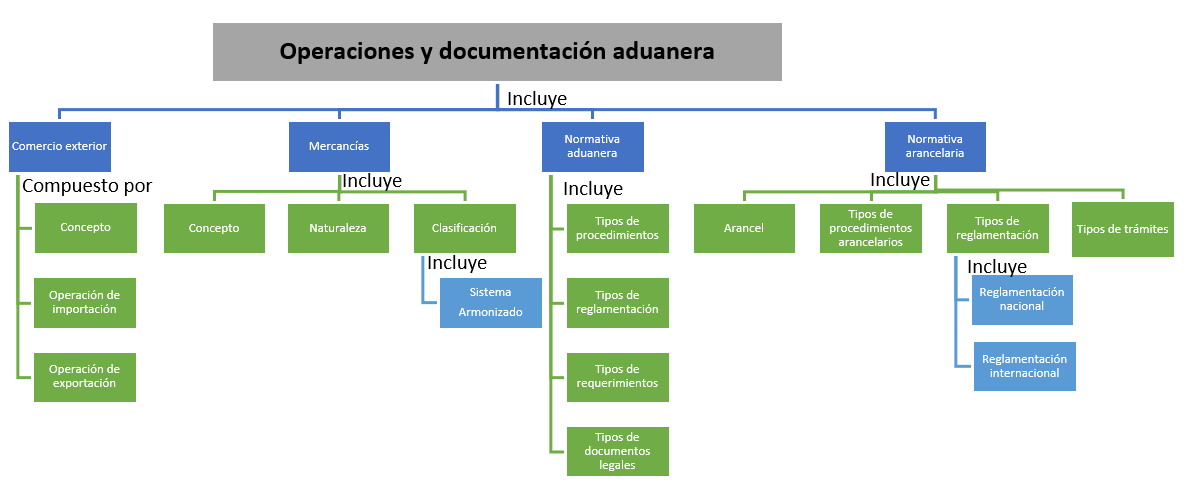 Operaciones y documentación aduanera
Incluye
Comercio exterior
Mercancías
Normativa
aduanera
Normativa
arancelaria
Compuesto por
Incluye
Incluye
Incluye
Concepto
Operación de
importación
Operación de
exportación
Concepto
Naturaleza
Clasificación
Incluye
Sistema
Armonizado
Tipos de
procedimientos
Tipos de
reglamentación
Tipos de
requerimientos
Tipos de
documentos
legales
Arancel
Tipos de
procedimientos
arancelarios
Tipos de
reglamentación
Tipos de trámites
Incluye
Reglamentación
nacional
Reglamentación
internacional